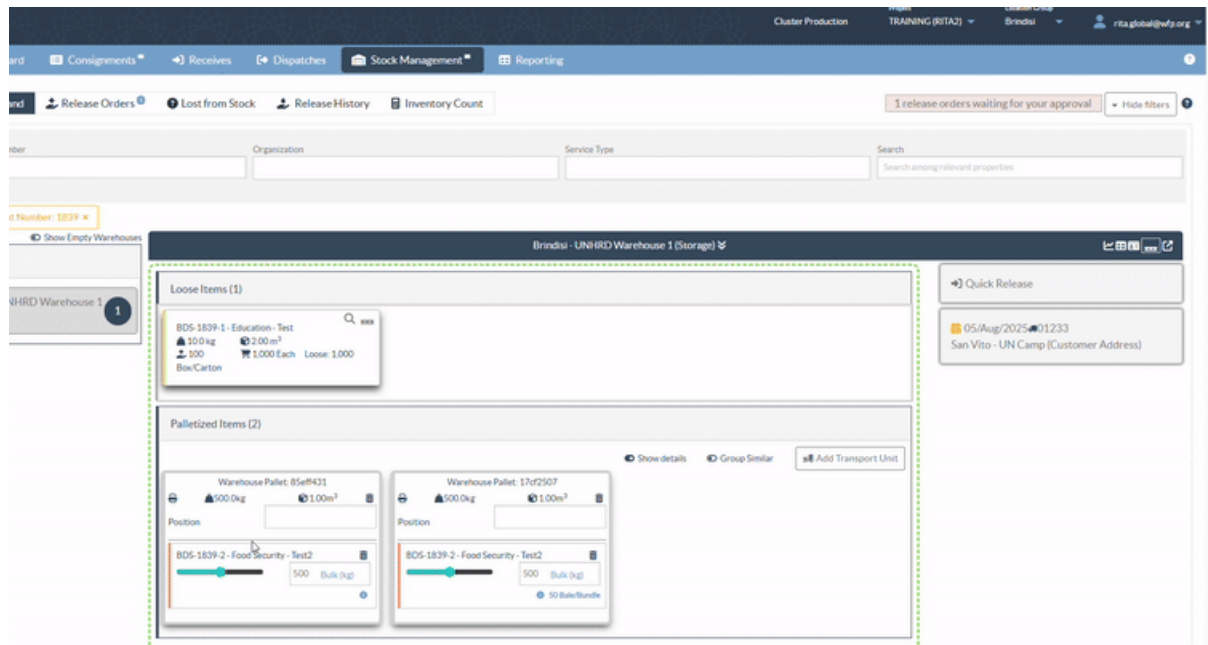 Cluster Production
Project
TRAINING (RITA2)
Location Group
Brindisi
rita.global@wfp.org
ard
Consignments
Receives
Dispatches
Stock Management
Reporting
and
Release Orders
Lost from Stock
Release History
Inventory Count
1 release orders waiting for your approval
Hide filters
mber
Organization
Service Type
Search
Search among relevant properties
t Number: 1839 ×
Show Empty Warehouses
Brindisi - UNHRD Warehouse 1 (Storage)
NHRD Warehouse 1
1
Loose Items (1)
BDS-1839-1 - Education - Test
10.0 kg 2.00 m³
100 1,000 Each Loose: 1,000
Box/Carton
Quick Release
05/Aug/2025 01233
San Vito - UN Camp (Customer Address)
Palletized Items (2)
Show details
Group Similar
Add Transport Unit
Warehouse Pallet: 85eff431
500.0kg 1.00m³
Position
BDS-1839-2 - Food Security - Test2
500 Bulk (kg)
Warehouse Pallet: 17cf2507
500.0kg 1.00m³
Position
BDS-1839-2 - Food Security - Test2
500 Bulk (kg)
50 Bale/Bundle